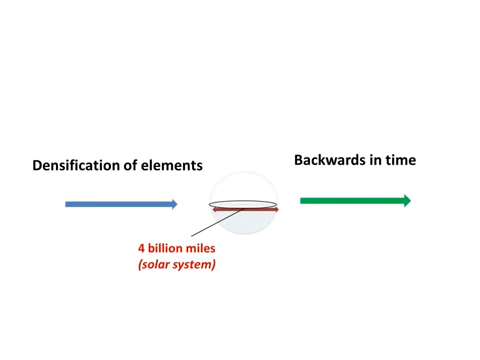 Densification of elements
Backwards in time
4 billion miles
(solar system)